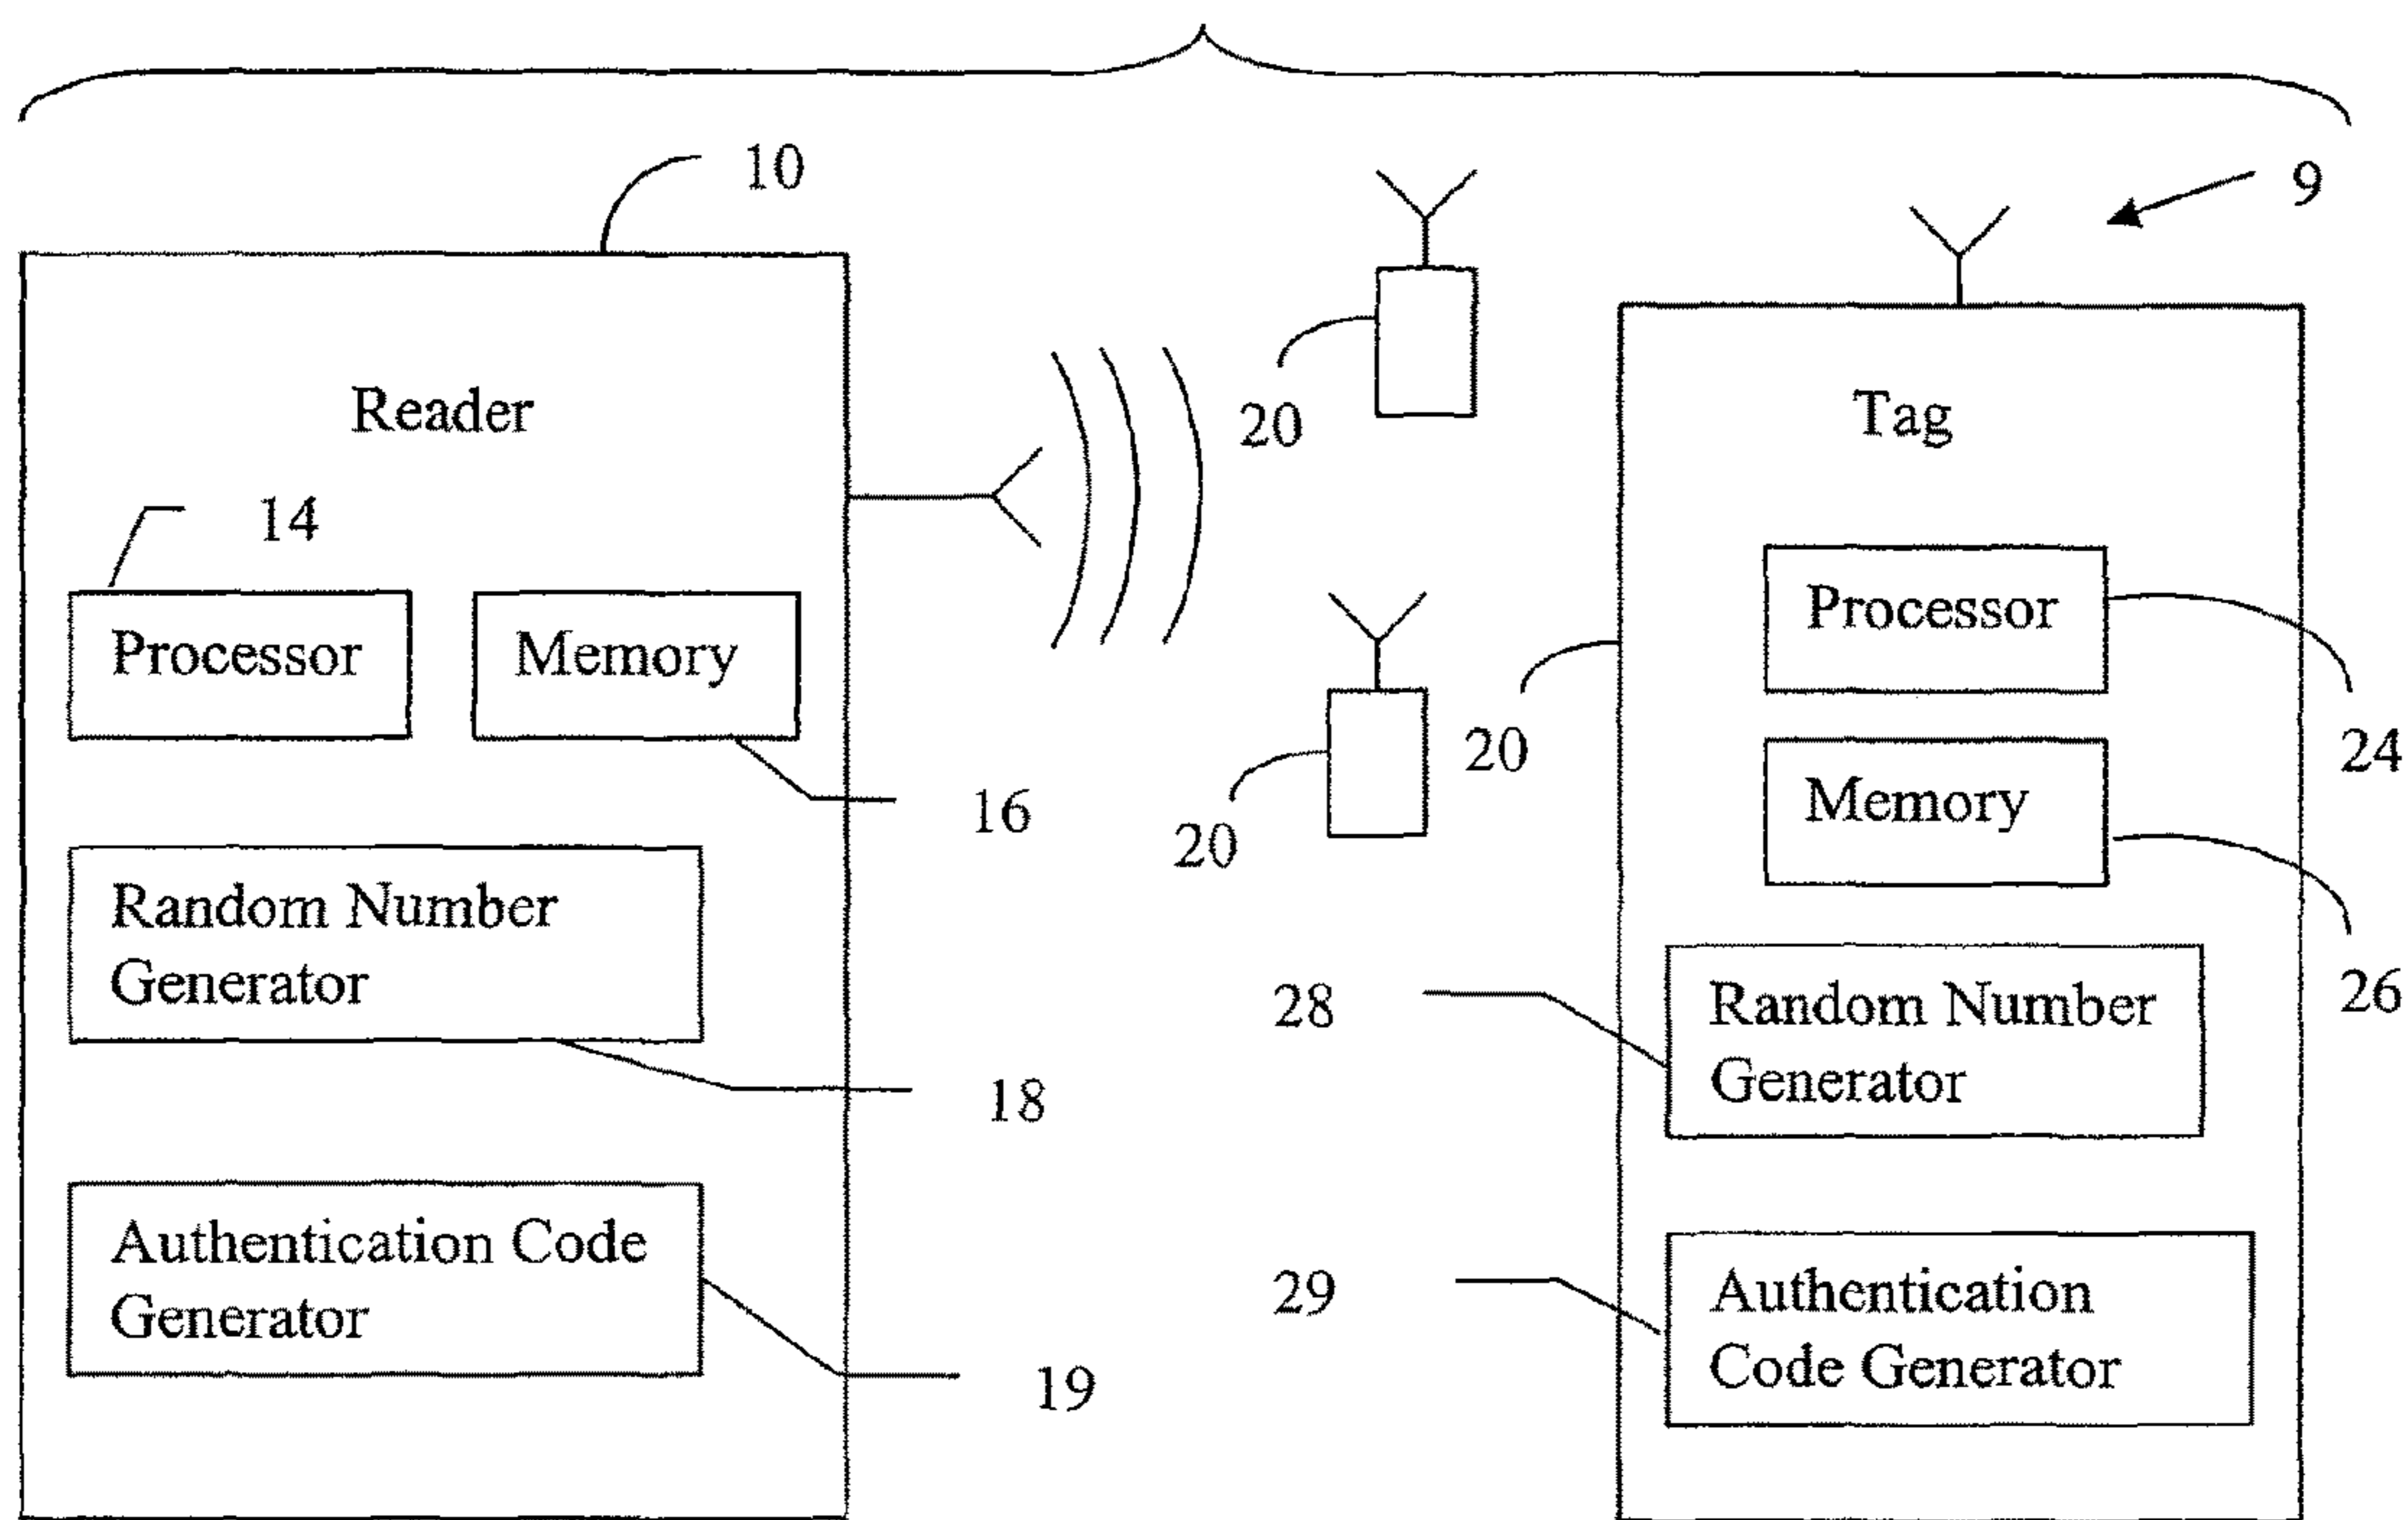 10
9
Reader
20
Tag
14
Processor
Memory
Processor
16
20
20
24
Memory
Random Number
Generator
28
26
Random Number
Generator
18
Authentication Code
Generator
29
Authentication
Code Generator
19